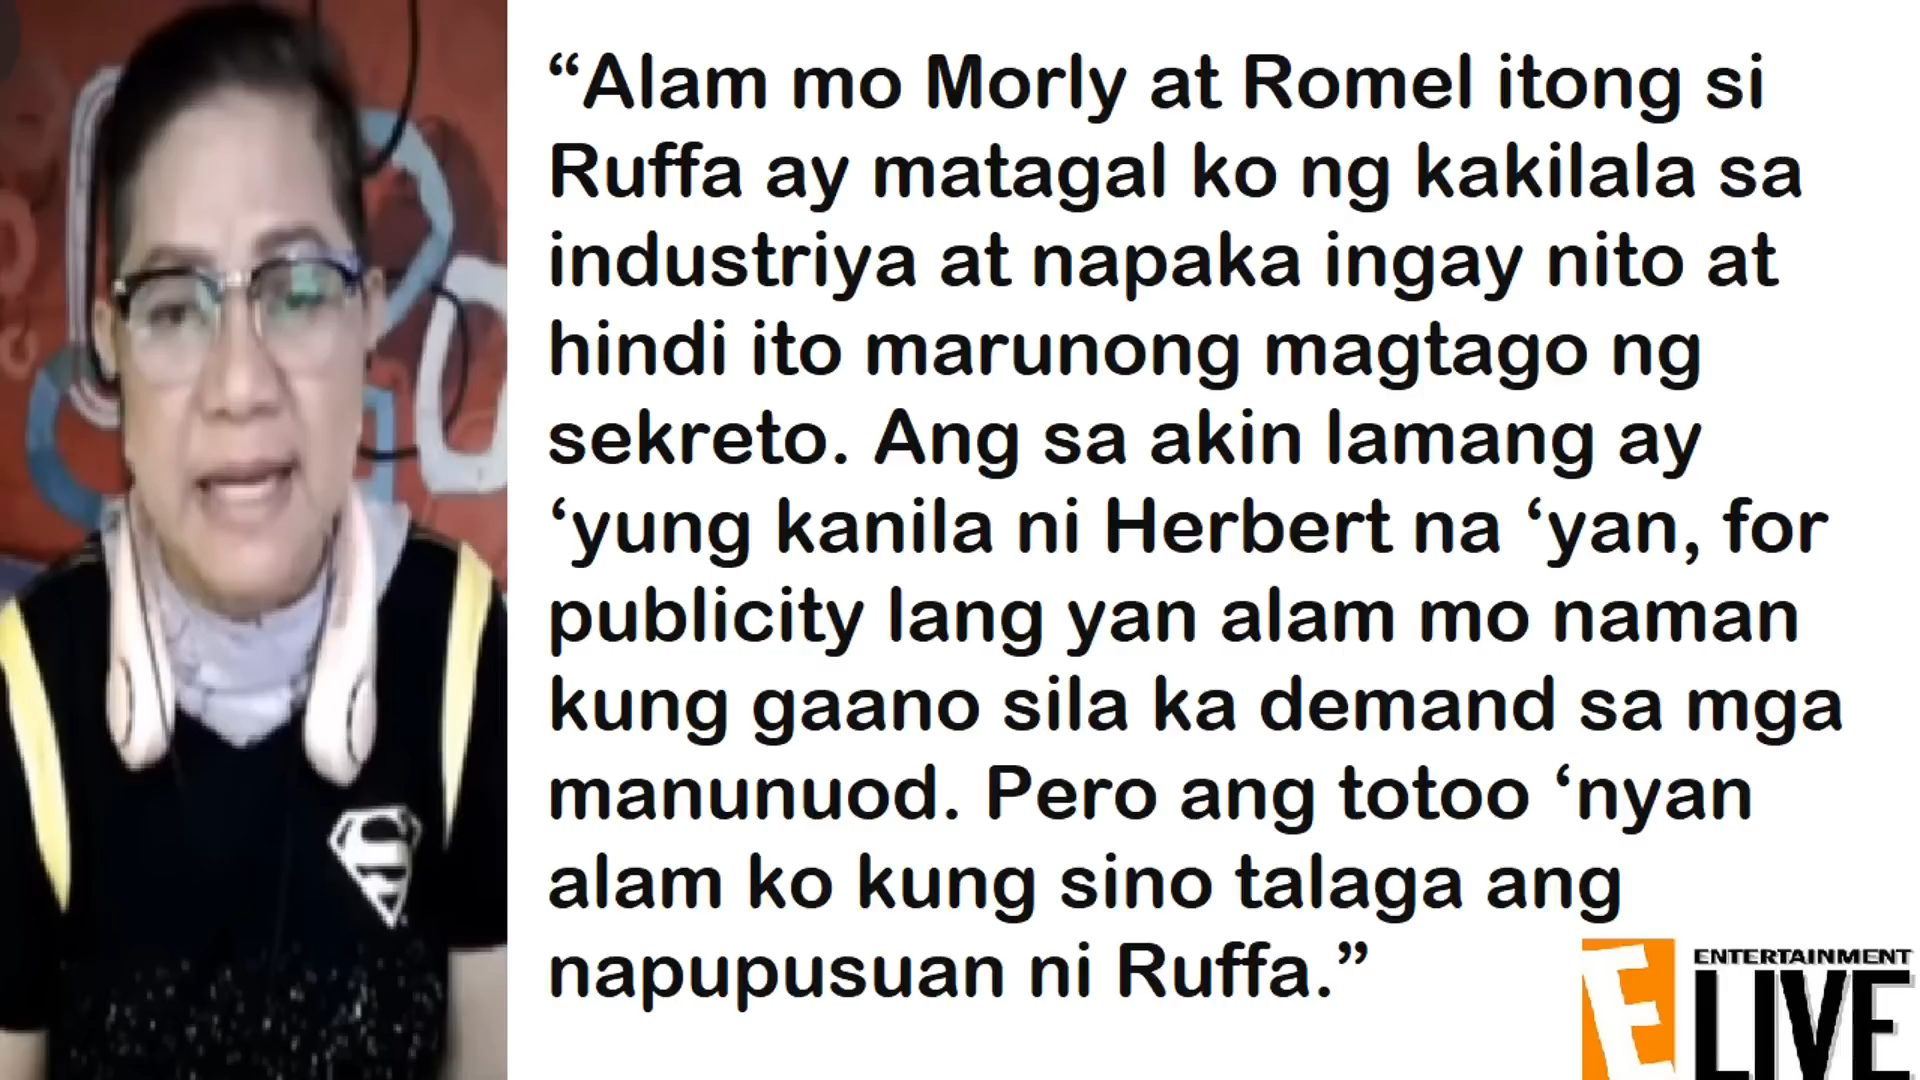 “Alam mo Morly at Romel itong si
Ruffa ay matagal ko ng kakilala sa
industriya at napaka ingay nito at
hindi ito marunong magtago ng
sekreto. Ang sa akin lamang ay
‘yung kanila ni Herbert na ‘yan, for
publicity lang yan alam mo naman
kung gaano sila ka demand sa mga
manunuod. Pero ang totoo ‘nyan
alam ko kung sino talaga ang
napupusuan ni Ruffa.”
E ENTERTAINMENT
LIVE